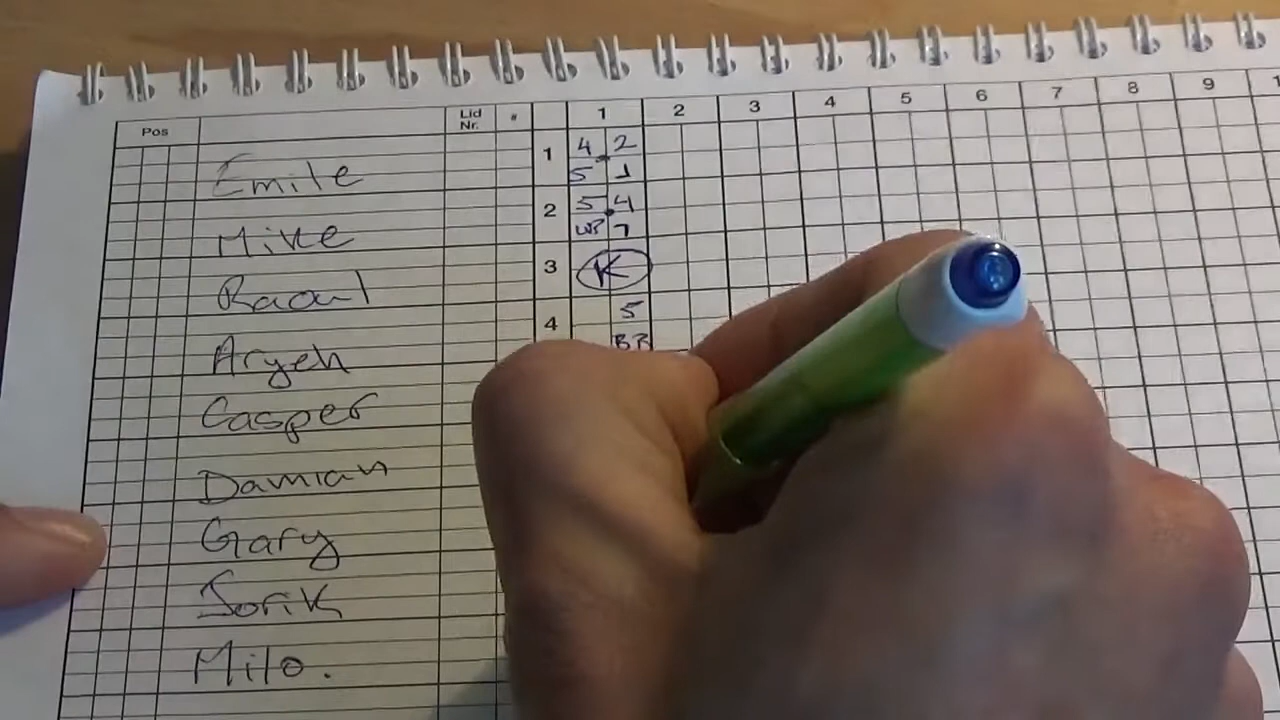 Pos Lid Nr. * 1 2 3 4 5 6 7 8 9 1
Emile 1 4 2
5 1
Mike 2 5 4
WP 7
Raoul 3 K
Aryeh 4 5
BB
Casper
Damian
Gary
Jorik
Milo.